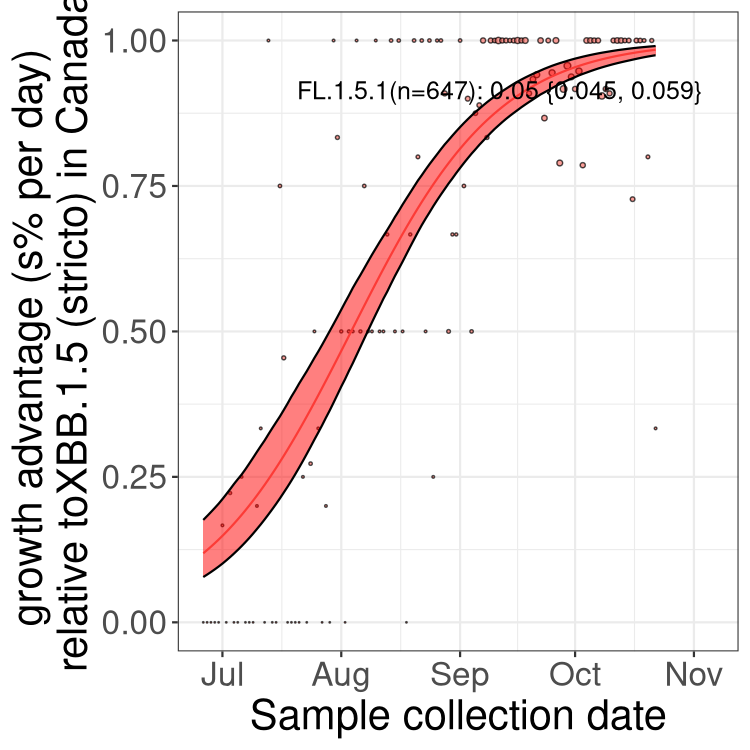 growth advantage (s% per day)
relative toXBB.1.5 (stricto) in Canada
1.00
0.75
0.50
0.25
0.00
FL.1.5.1(n=647): 0.05 {0.045, 0.059}
Jul Aug Sep Oct Nov
Sample collection date